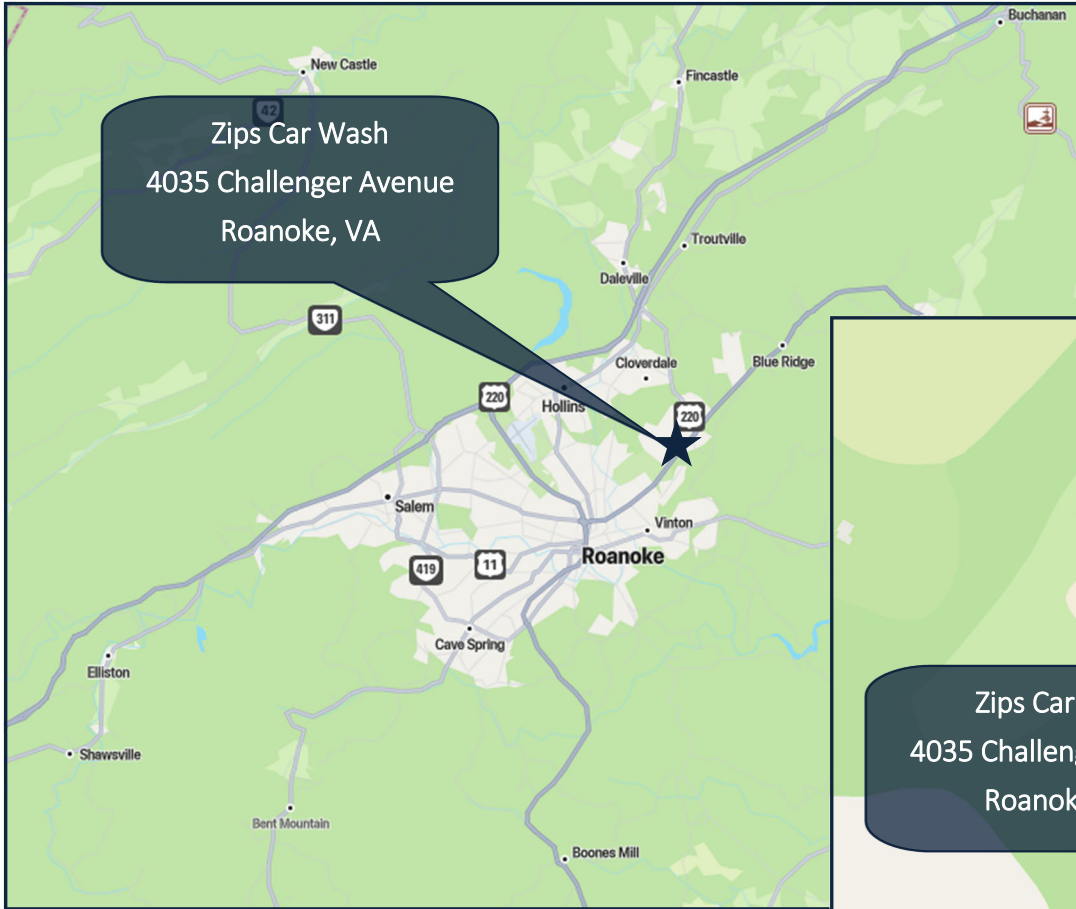 Buchanan
New Castle
Fincastle
42
Zips Car Wash
4035 Challenger Avenue
Roanoke, VA
Troutville
Daleville
311
Cloverdale
Blue Ridge
220
Hollins
220
Salem
Vinton
Roanoke
419
11
Cave Spring
Elliston
Zips Car
4035 Challeng
Roanok
Shawsville
Bent Mountain
Boones Mill